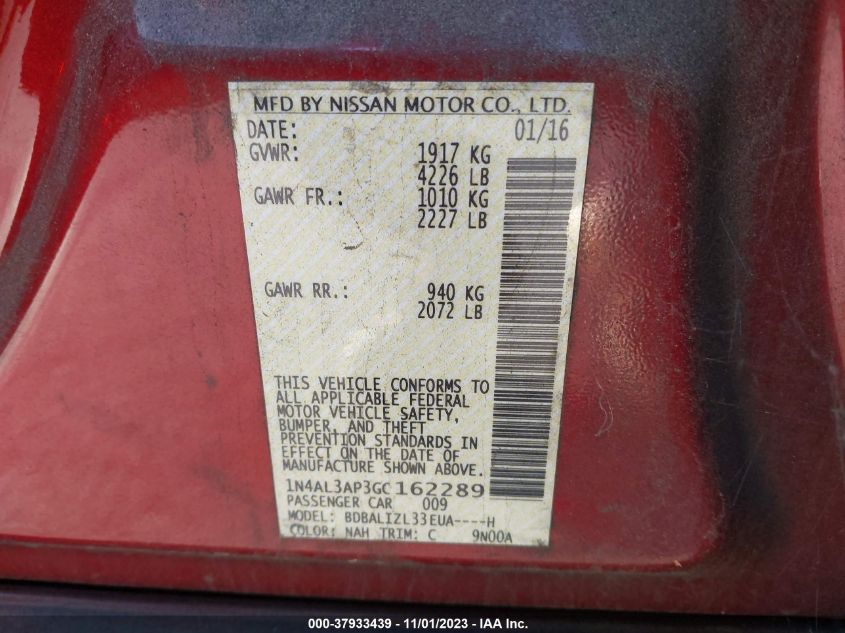 MFD BY NISSAN MOTOR CO., LTD.
DATE: 01/16
GVWR: 1917 KG
4226 LB
GAWR FR.: 1010 KG
2227 LB
GAWR RR.: 940 KG
2072 LB
THIS VEHICLE CONFORMS TO
ALL APPLICABLE FEDERAL
MOTOR VEHICLE SAFETY,
BUMPER, AND THEFT
PREVENTION STANDARDS IN
EFFECT ON THE DATE OF
MANUFACTURE SHOWN ABOVE.
1N4AL3AP3GC162289
PASSENGER CAR 009
MODEL: BDBALIZL33EUA----H
COLOR: NAH TRIM: C 9N00A
000-37933439 - 11/01/2023 - IAA Inc.